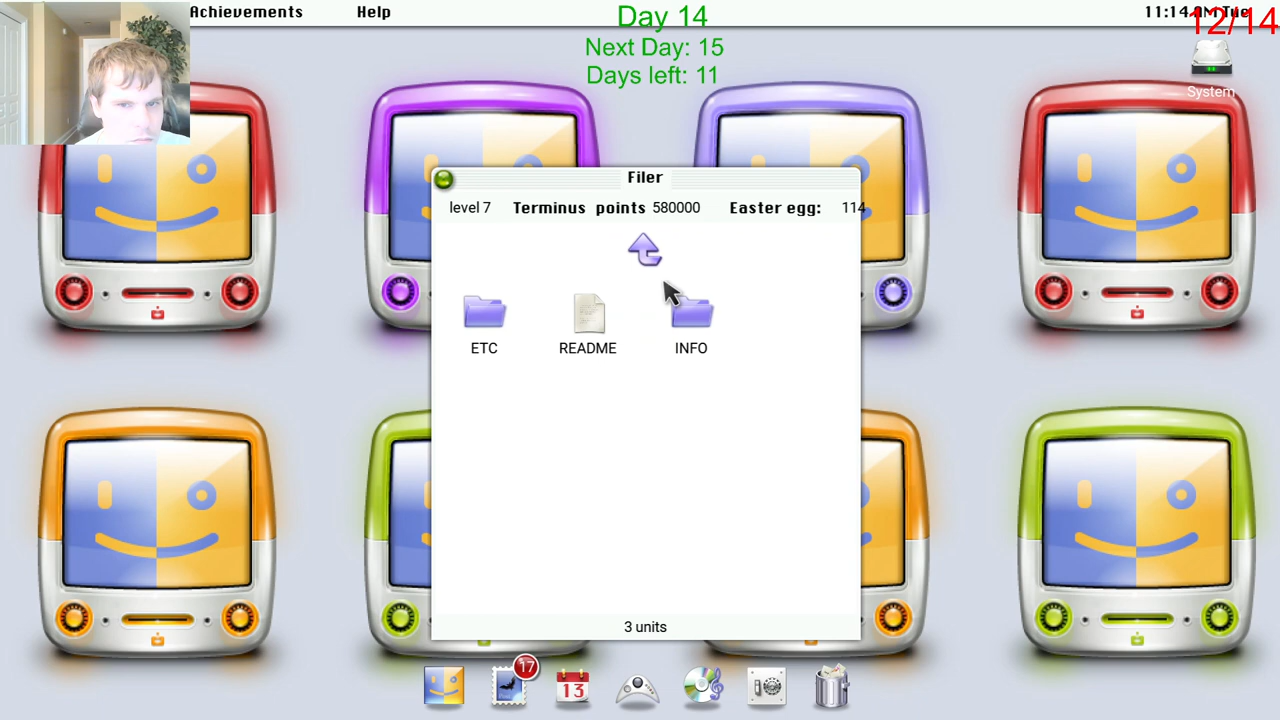 Achievements Help
11:14 AM Tue
12/14
Day 14
Next Day: 15
Days left: 11
System
Filer
level 7 Terminus points 580000 Easter egg: 114
ETC README INFO
3 units
17
13